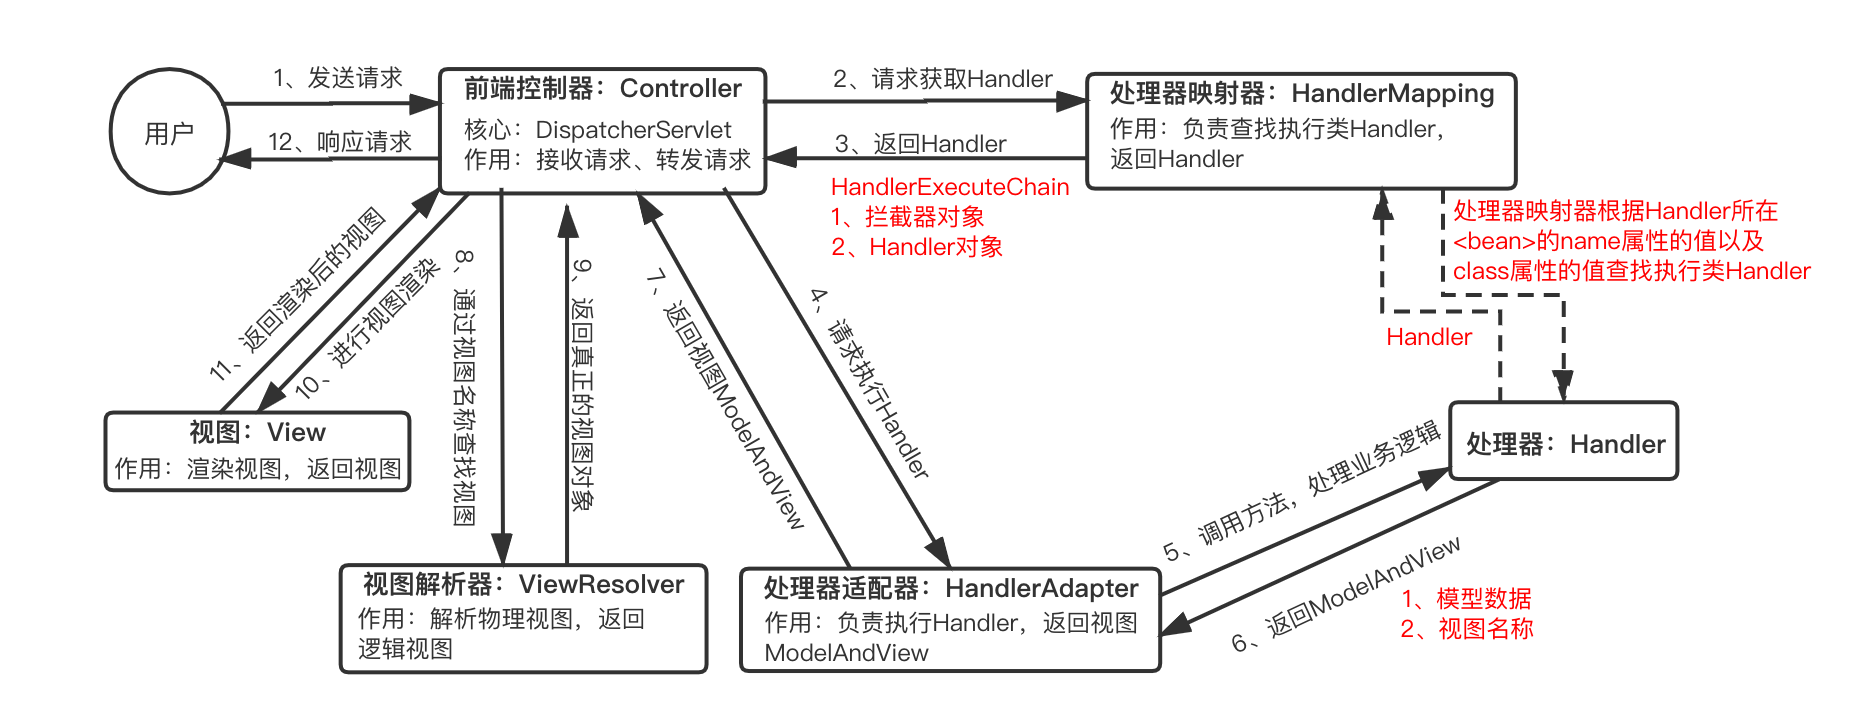 用户
1、发送请求
12、响应请求
前端控制器：Controller
核心：DispatcherServlet
作用：接收请求、转发请求
2、请求获取Handler
3、返回Handler
HandlerExecuteChain
1、拦截器对象
2、Handler对象
处理器映射器：HandlerMapping
作用：负责查找执行类Handler，
返回Handler
处理器映射器根据Handler所在
<bean>的name属性的值以及
class属性的值查找执行类Handler
Handler
处理器：Handler
4、请求执行Handler
5、调用方法，处理业务逻辑
6、返回ModelAndView
1、模型数据
2、视图名称
7、返回视图ModelAndView
处理器适配器：HandlerAdapter
作用：负责执行Handler，返回视图
ModelAndView
8、通过视图名称查找视图
9、返回真正的视图对象
视图解析器：ViewResolver
作用：解析物理视图，返回
逻辑视图
10、进行视图渲染
11、返回渲染后的视图
视图：View
作用：渲染视图，返回视图